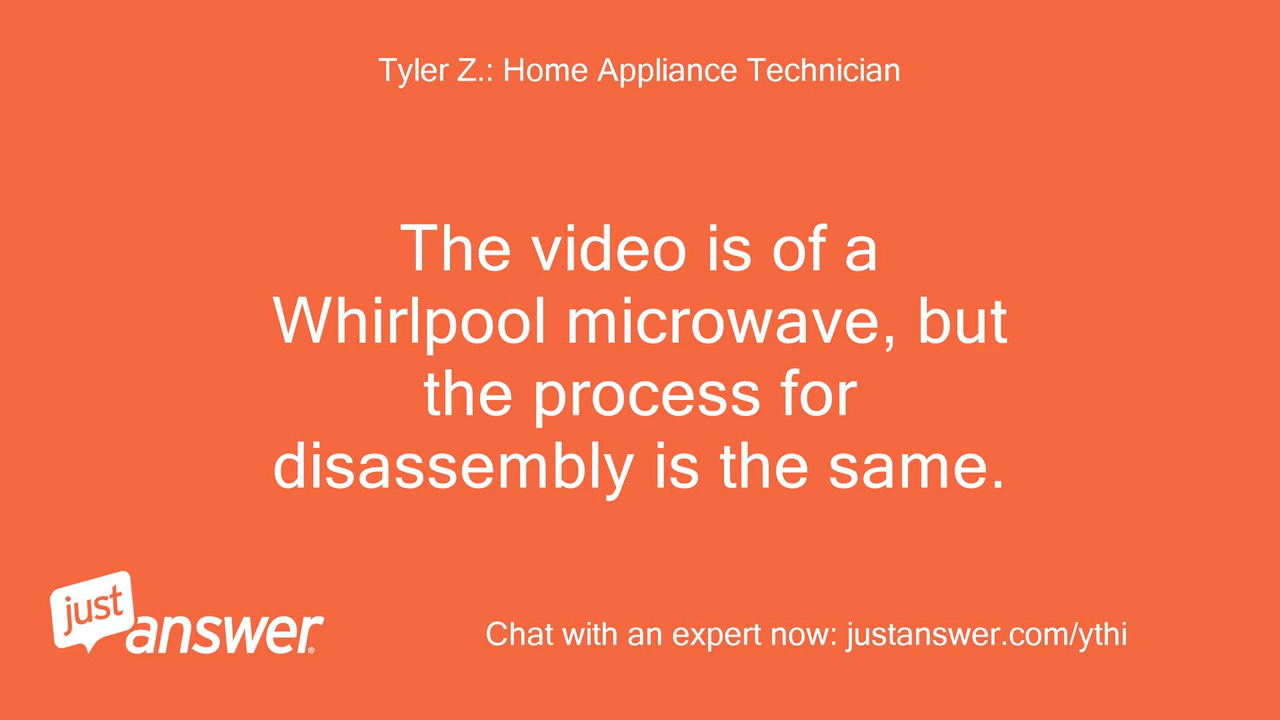 Tyler Z.: Home Appliance Technician
The video is of a
Whirlpool microwave, but
the process for
disassembly is the same.
just
answer®
Chat with an expert now: justanswer.com/ythi